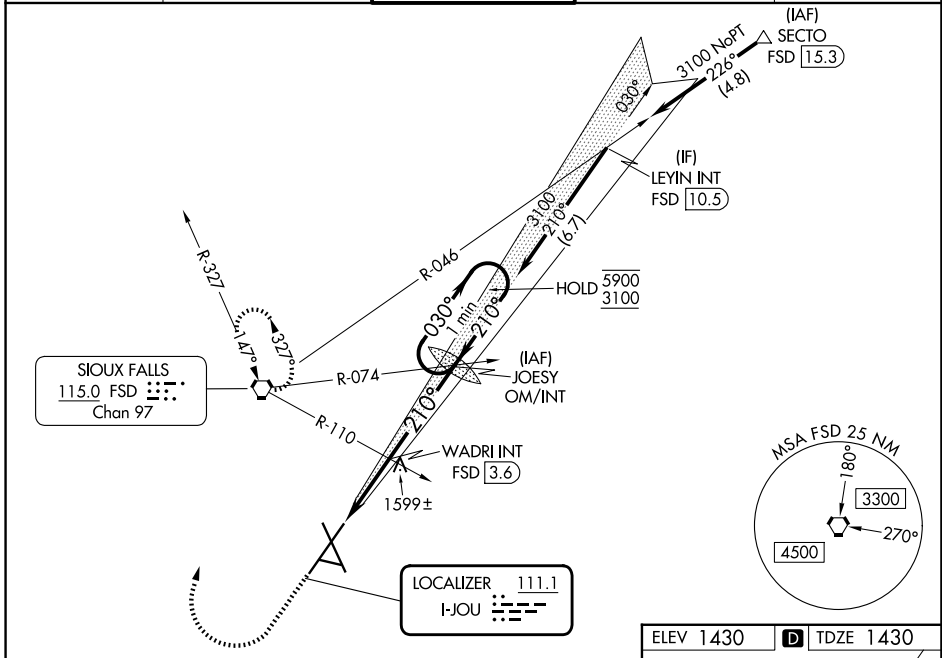 (IAF)
SECTO
FSD 15.3
3100 NoPT
226°
(4.8)
030°
(IF)
LEYIN INT
FSD 10.5
3100
210°
(6.7)
R-046
R-327
HOLD 5900
3100
030°
1 min
210°
147°
327°
SIOUX FALLS
115.0 FSD
Chan 97
R-074
(IAF)
JOESY
OM/INT
210°
R-110
WADRI INT
FSD 3.6
1599±
MSA FSD 25 NM
180°
3300
270°
4500
LOCALIZER 111.1
I-JOU
ELEV 1430 D TDZE 1430